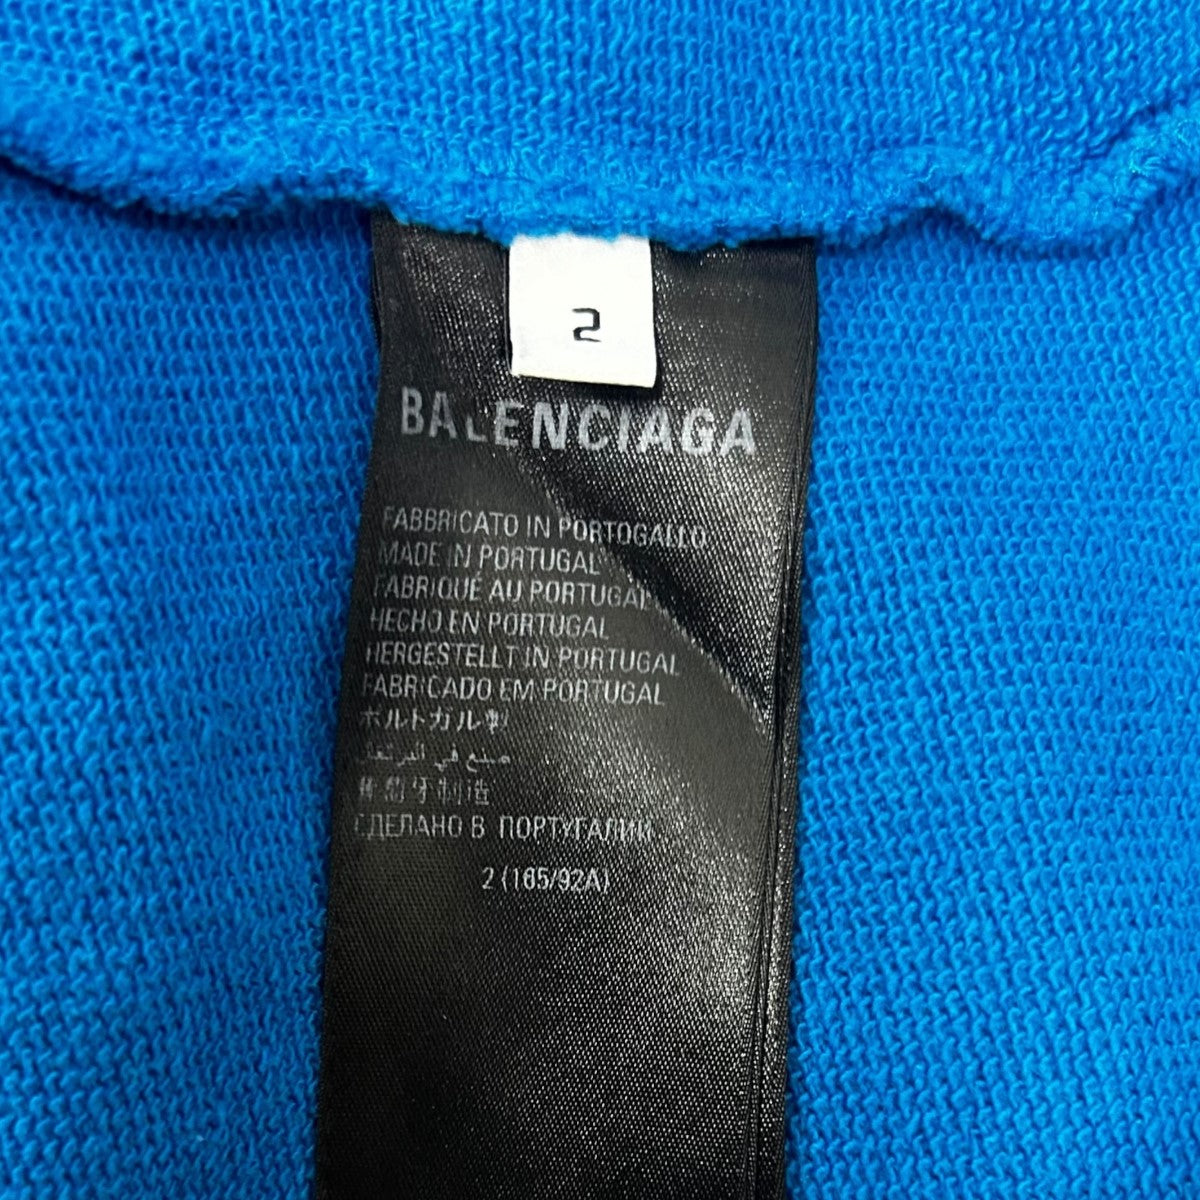 2
BALENCIAGA
FABBRICATO IN PORTOGALLO
MADE IN PORTUGAL
FABRIQUÉ AU PORTUGAL
HECHO EN PORTUGAL
HERGESTELLT IN PORTUGAL
FABRICADO EM PORTUGAL
ポルトガル製
صنع في البرتغال
葡萄牙制造
СДЕЛАНО В ПОРТУГАЛИИ
2 (165/92A)